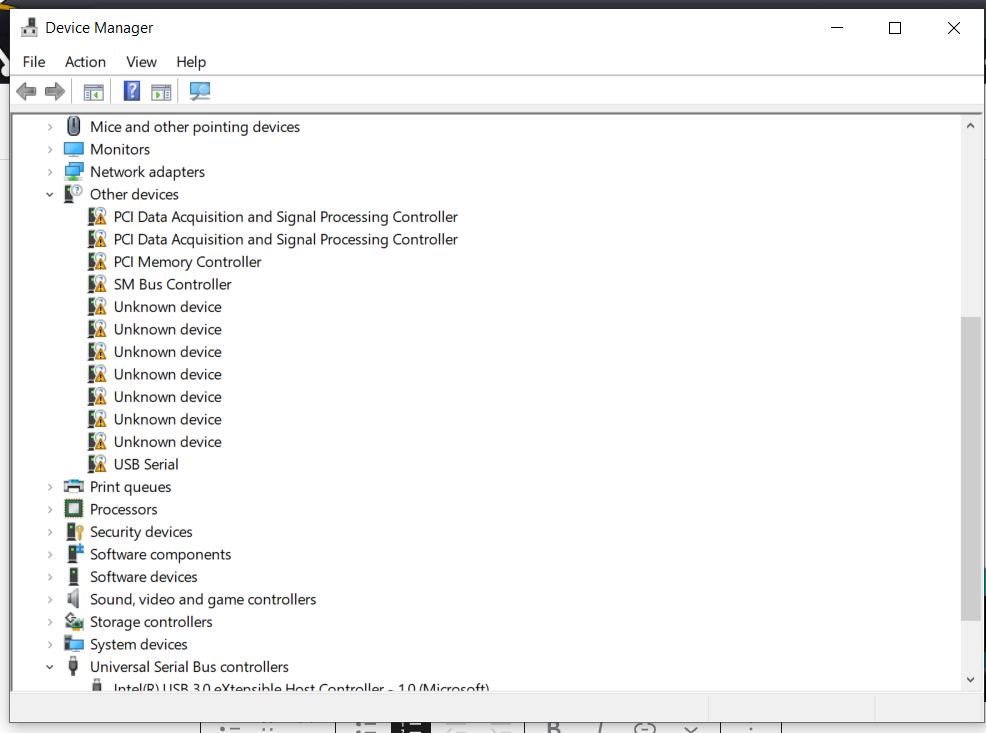 Device Manager
File Action View Help
Mice and other pointing devices
Monitors
Network adapters
Other devices
PCI Data Acquisition and Signal Processing Controller
PCI Data Acquisition and Signal Processing Controller
PCI Memory Controller
SM Bus Controller
Unknown device
Unknown device
Unknown device
Unknown device
Unknown device
Unknown device
Unknown device
USB Serial
Print queues
Processors
Security devices
Software components
Software devices
Sound, video and game controllers
Storage controllers
System devices
Universal Serial Bus controllers
Intel(R) USB 3.0 eXtensible Host Controller - 1.0 (Microsoft)